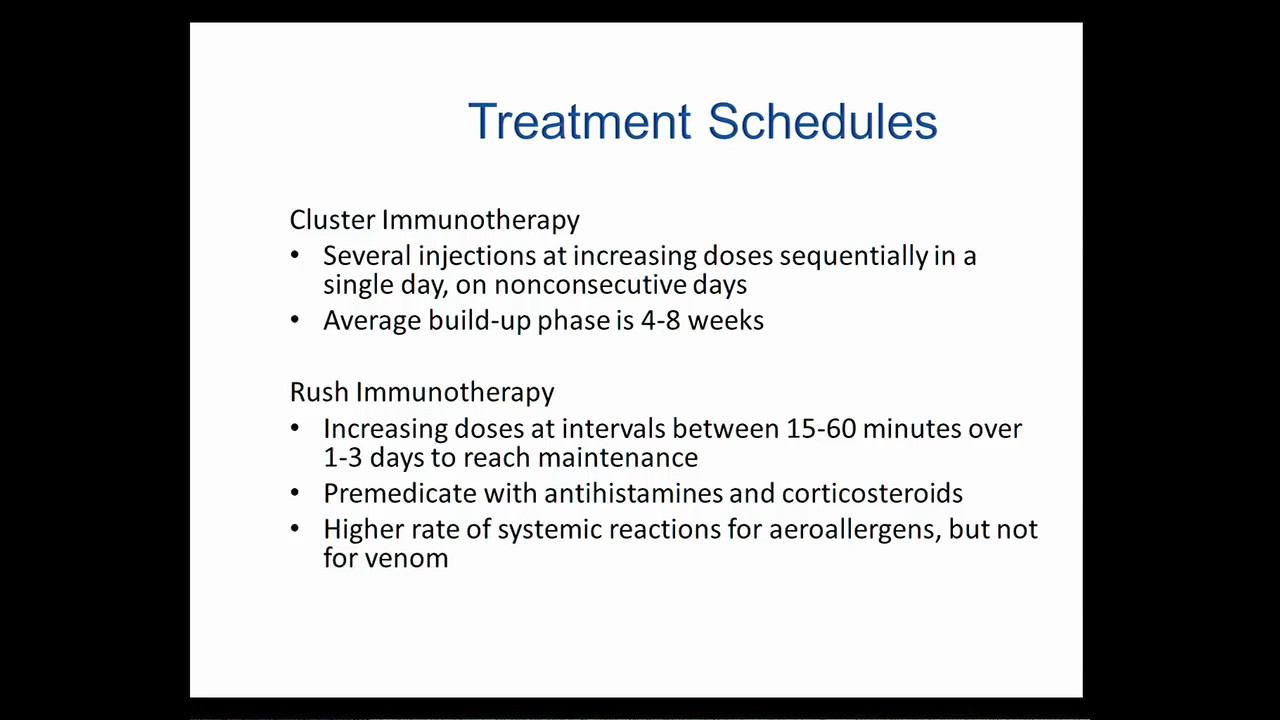 Treatment Schedules
Cluster Immunotherapy
• Several injections at increasing doses sequentially in a
single day, on nonconsecutive days
• Average build-up phase is 4-8 weeks
Rush Immunotherapy
• Increasing doses at intervals between 15-60 minutes over
1-3 days to reach maintenance
• Premedicate with antihistamines and corticosteroids
• Higher rate of systemic reactions for aeroallergens, but not
for venom